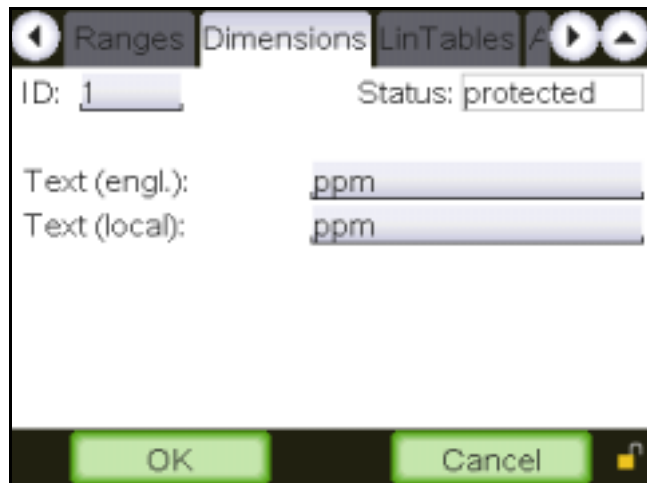 Ranges Dimensions LinTables A
ID: 1 Status: protected
Text (engl.): ppm
Text (local): ppm
OK Cancel